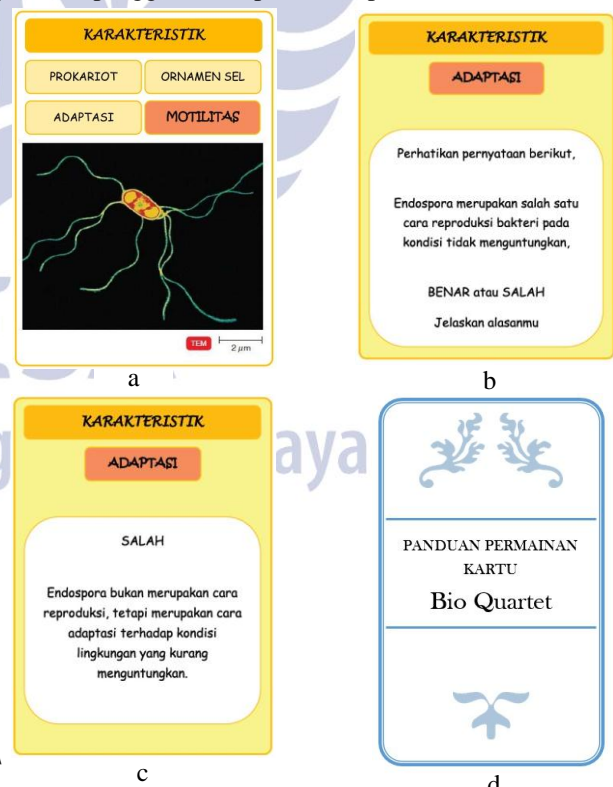 KARAKTERISTIK
PROKARIOT
ORNAMEN SEL
ADAPTASI
MOTILITAS
TEM
2 μm
a
KARAKTERISTIK
ADAPTASI
Perhatikan pernyataan berikut,
Endospora merupakan salah satu
cara reproduksi bakteri pada
kondisi tidak menguntungkan,
BENAR atau SALAH
Jelaskan alasanmu
b
KARAKTERISTIK
ADAPTASI
SALAH
Endospora bukan merupakan cara
reproduksi, tetapi merupakan cara
adaptasi terhadap kondisi
lingkungan yang kurang
menguntungkan.
c
PANDUAN PERMAINAN
KARTU
Bio Quartet
d
aya